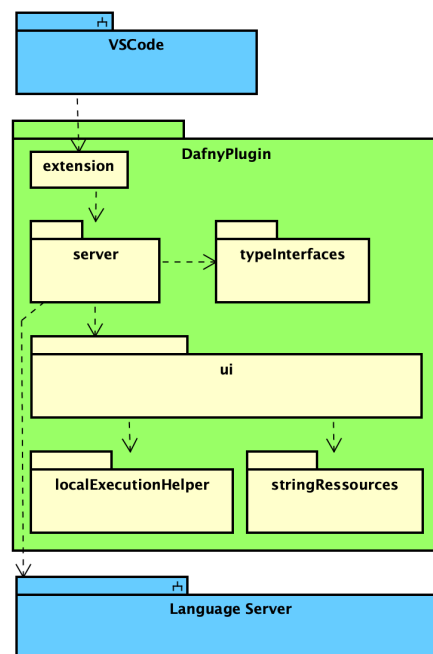 VSCode
DafnyPlugin
extension
server
typeInterfaces
ui
localExecutionHelper
stringRessources
Language Server